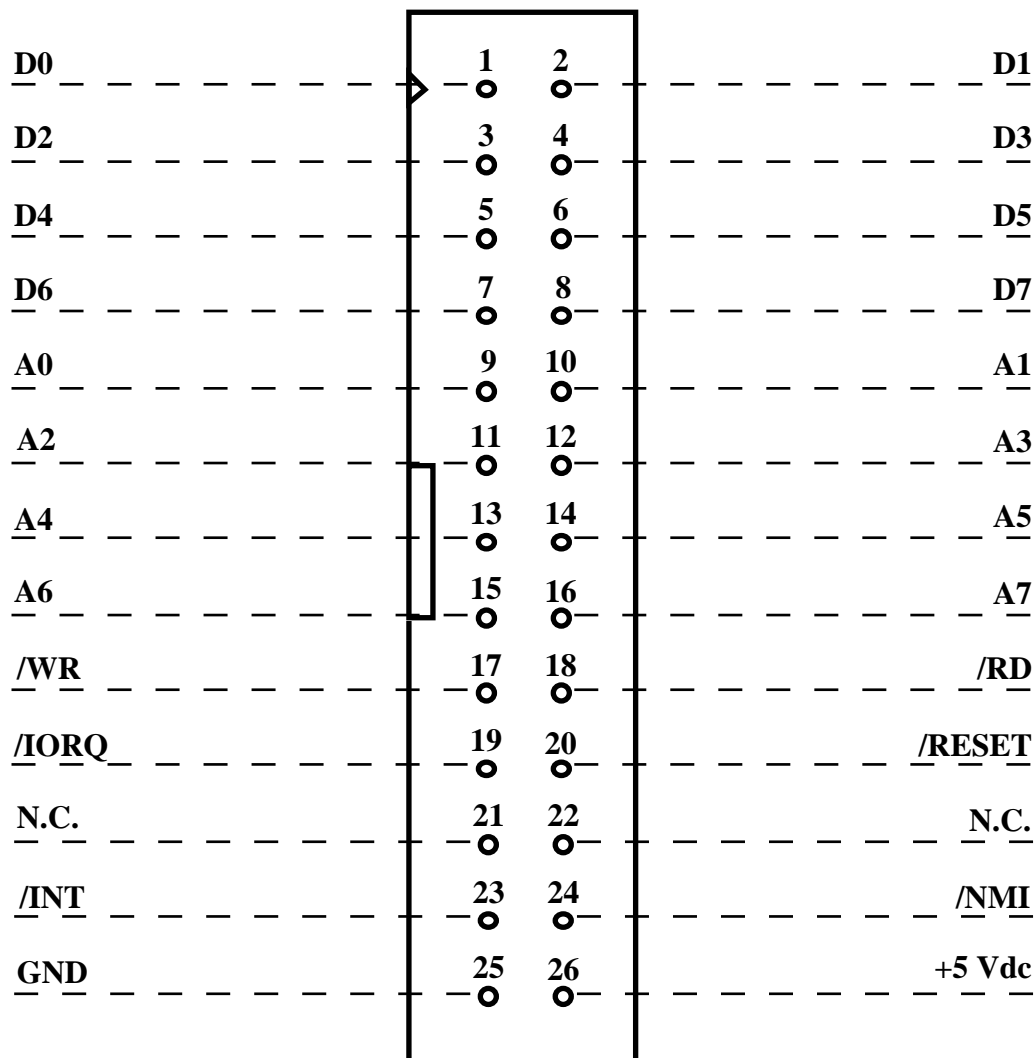 D0 1 2 D1
D2 3 4 D3
D4 5 6 D5
D6 7 8 D7
A0 9 10 A1
A2 11 12 A3
A4 13 14 A5
A6 15 16 A7
/WR 17 18 /RD
/IORQ 19 20 /RESET
N.C. 21 22 N.C.
/INT 23 24 /NMI
GND 25 26 +5 Vdc